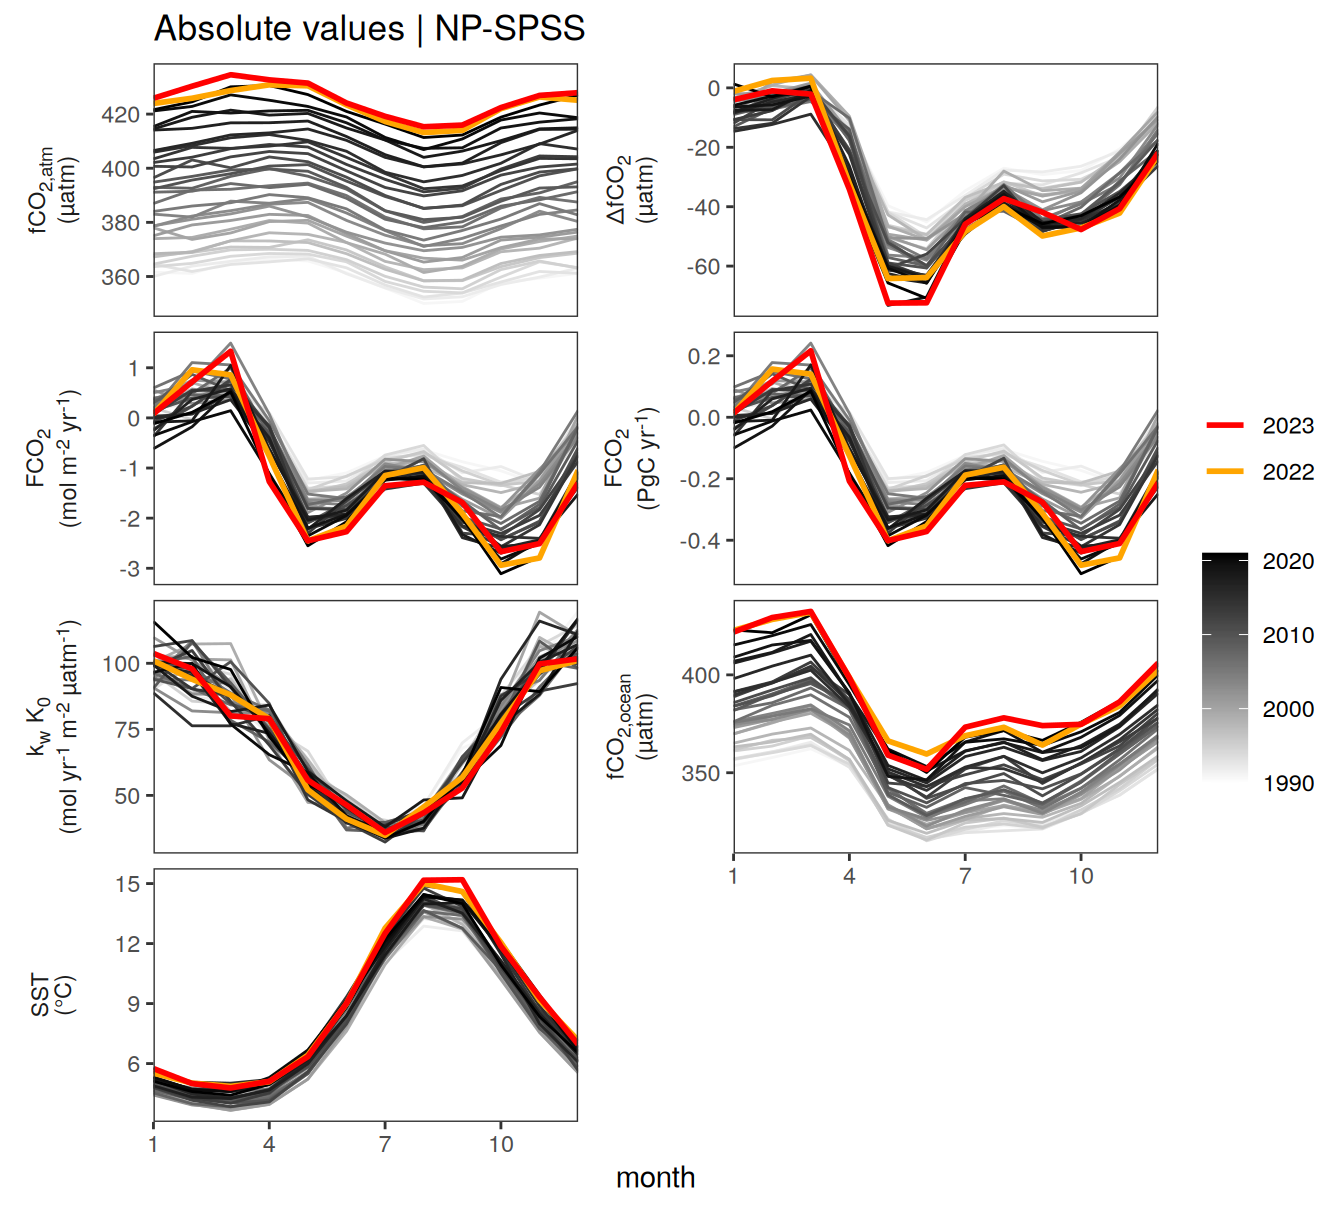 Absolute values | NP-SPSS
fCO2,atm
(µatm)
420
400
380
360
ΔfCO2
(µatm)
0
-20
-40
-60
FCO2
(mol m-2 yr-1)
1
0
-1
-2
-3
FCO2
(PgC yr-1)
0.2
0.0
-0.2
-0.4
kw K0
(mol yr-1 m-2 µatm-1)
100
75
50
fCO2,ocean
(µatm)
400
350
1
4
7
10
SST
(°C)
15
12
9
6
1
4
7
10
month
2023
2022
2020
2010
2000
1990